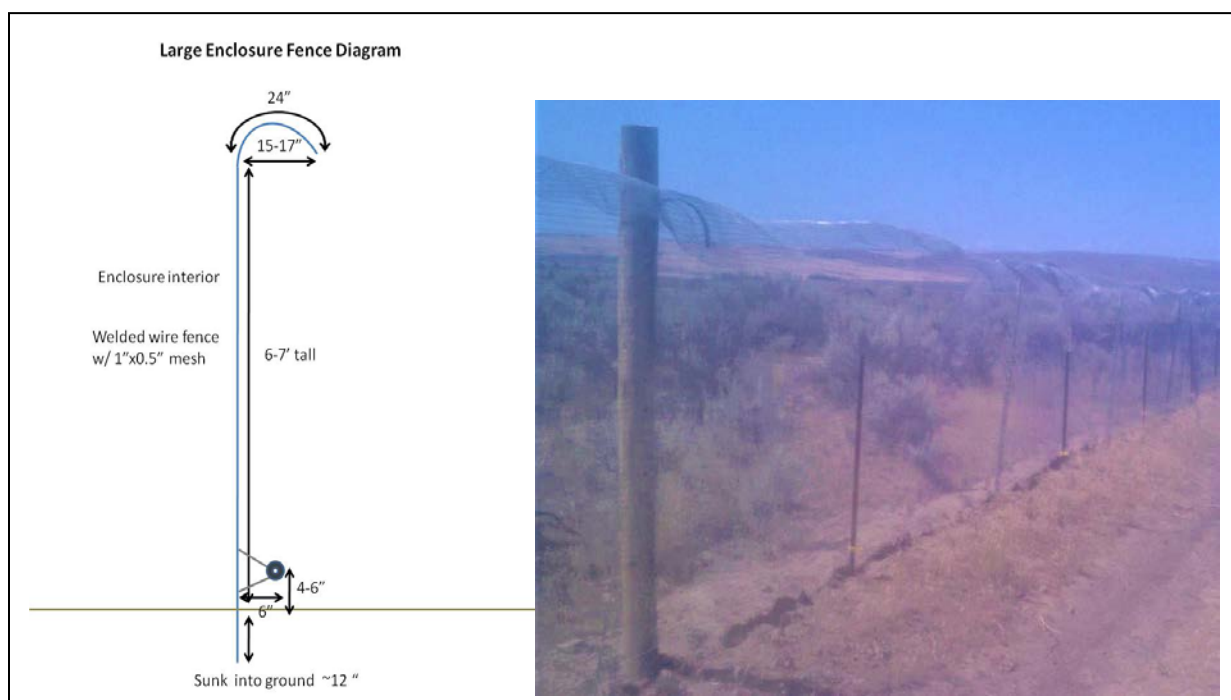 Large Enclosure Fence Diagram
24”
15-17”
Enclosure interior
Welded wire fence
w/ 1”x0.5” mesh
6-7’ tall
4-6”
6”
Sunk into ground ~12 “